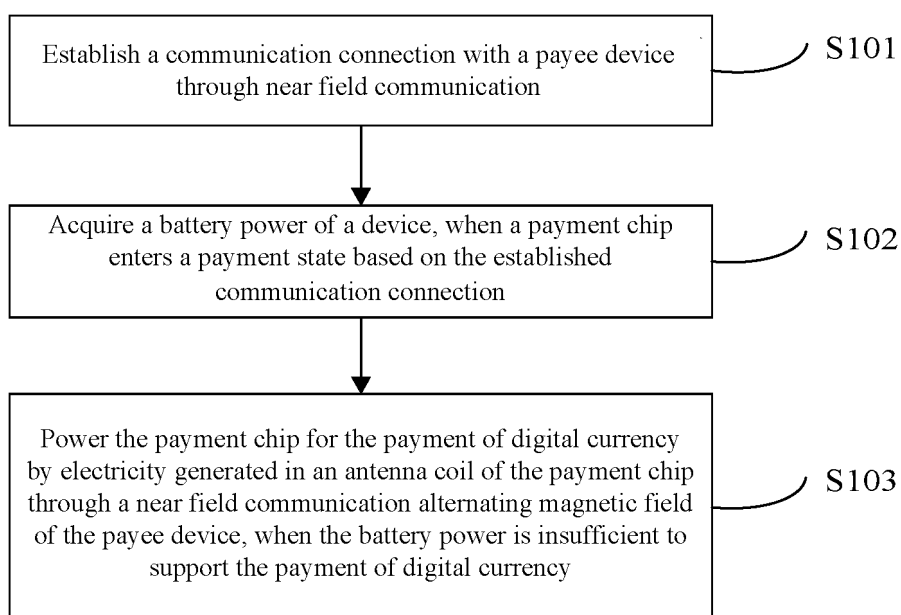 Establish a communication connection with a payee device
through near field communication
S101
Acquire a battery power of a device, when a payment chip
enters a payment state based on the established
communication connection
S102
Power the payment chip for the payment of digital currency
by electricity generated in an antenna coil of the payment chip
through a near field communication alternating magnetic field
of the payee device, when the battery power is insufficient to
support the payment of digital currency
S103